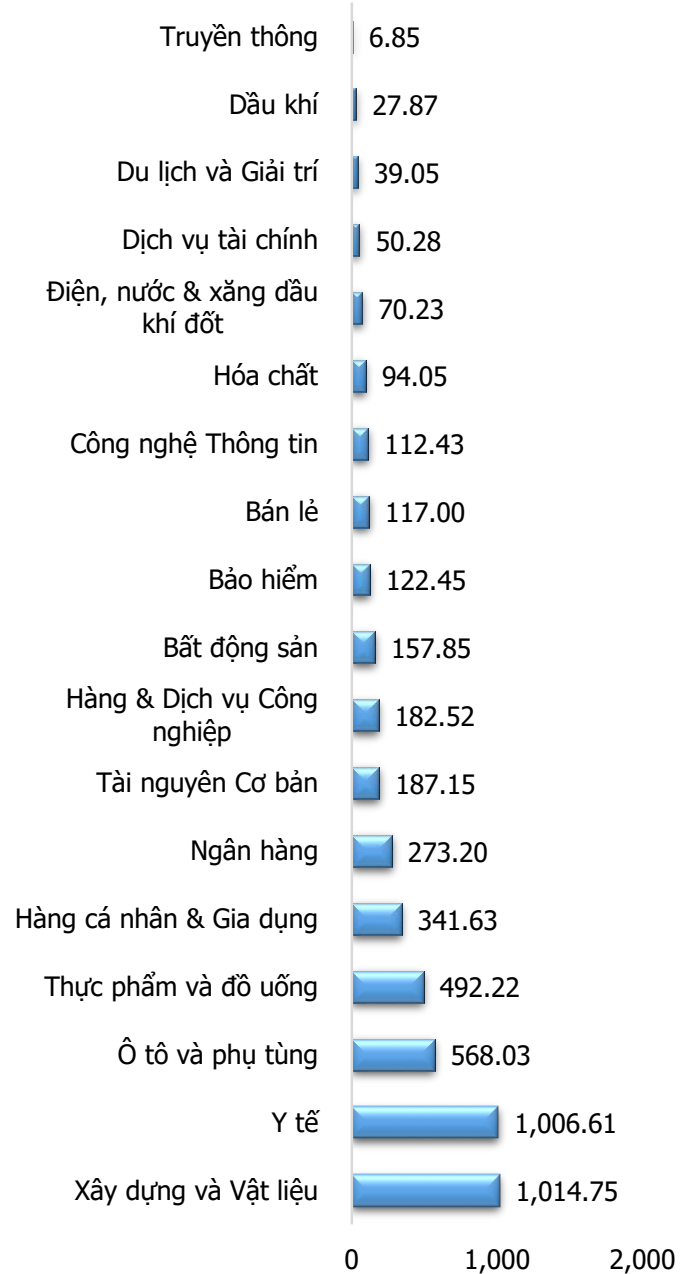 Truyền thông 6.85
Dầu khí 27.87
Du lịch và Giải trí 39.05
Dịch vụ tài chính 50.28
Điện, nước & xăng dầu
khí đốt 70.23
Hóa chất 94.05
Công nghệ Thông tin 112.43
Bán lẻ 117.00
Bảo hiểm 122.45
Bất động sản 157.85
Hàng & Dịch vụ Công
nghiệp 182.52
Tài nguyên Cơ bản 187.15
Ngân hàng 273.20
Hàng cá nhân & Gia dụng 341.63
Thực phẩm và đồ uống 492.22
Ô tô và phụ tùng 568.03
Y tế 1,006.61
Xây dựng và Vật liệu 1,014.75
0 1,000 2,000